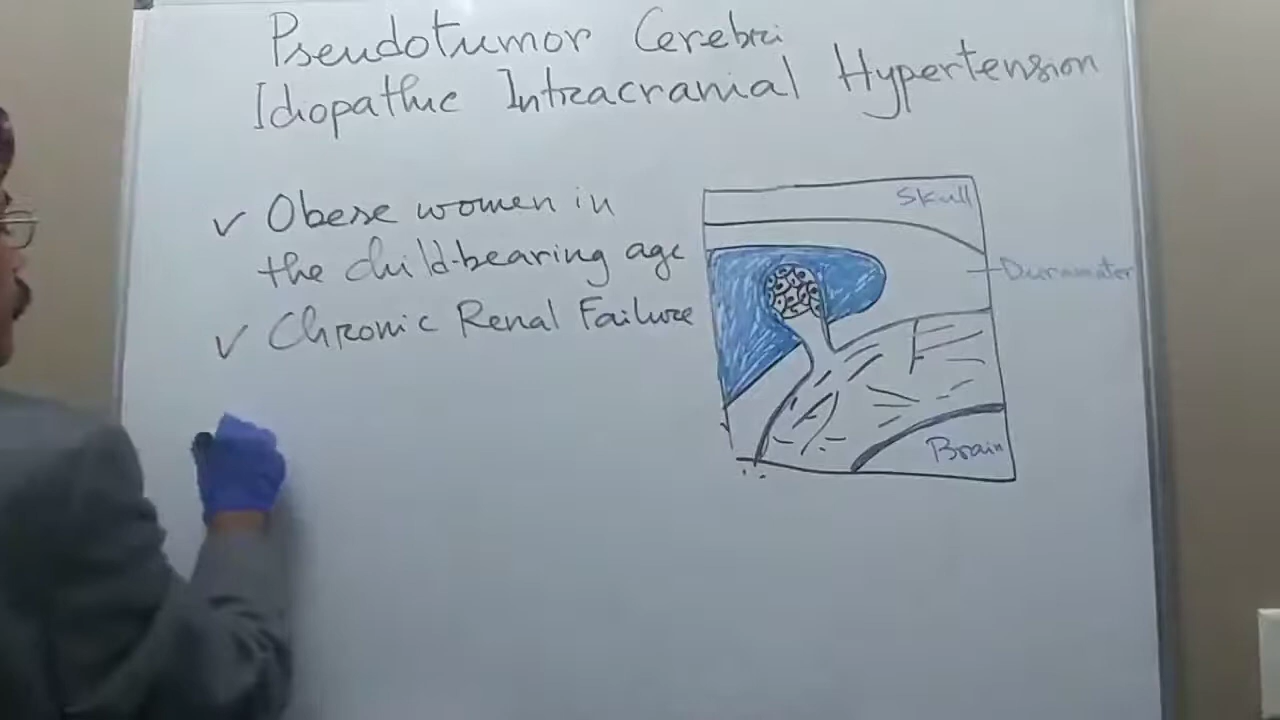 Pseudotumor Cerebri
Idiopathic Intracranial Hypertension
✓ Obese women in
the child-bearing age
✓ Chronic Renal Failure
Skull
Duramater
Brain